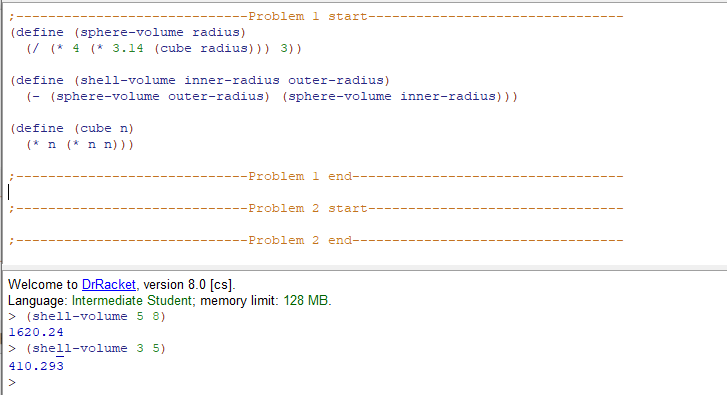 ;-----------------------------Problem 1 start--------------------------------
(define (sphere-volume radius)
(/ (* 4 (* 3.14 (cube radius))) 3))
(define (shell-volume inner-radius outer-radius)
(- (sphere-volume outer-radius) (sphere-volume inner-radius)))
(define (cube n)
(* n (* n n)))
;-----------------------------Problem 1 end----------------------------------
;-----------------------------Problem 2 start--------------------------------
;-----------------------------Problem 2 end----------------------------------
Welcome to DrRacket, version 8.0 [cs].
Language: Intermediate Student; memory limit: 128 MB.
> (shell-volume 5 8)
1620.24
> (shell-volume 3 5)
410.293̅
>